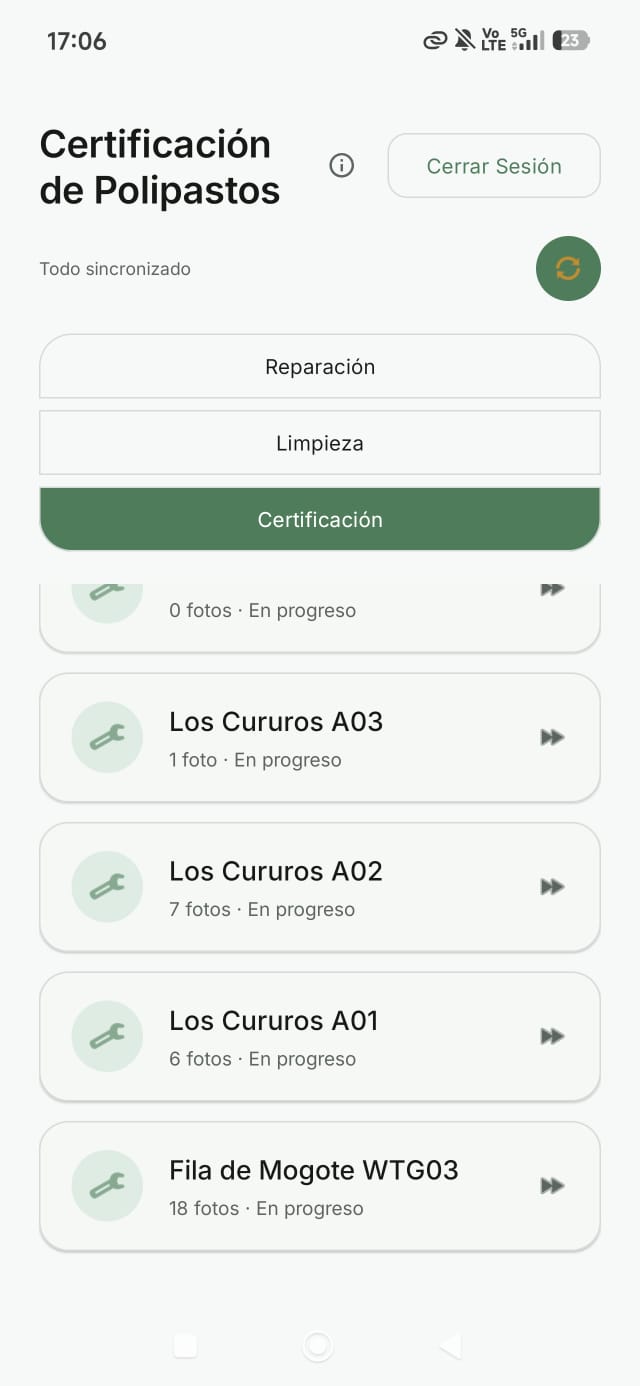 17:06
Vo LTE 5G 23
Certificación
de Polipastos
Cerrar Sesión
Todo sincronizado
Reparación
Limpieza
Certificación
0 fotos · En progreso
Los Cururos A03
1 foto · En progreso
Los Cururos A02
7 fotos · En progreso
Los Cururos A01
6 fotos · En progreso
Fila de Mogote WTG03
18 fotos · En progreso